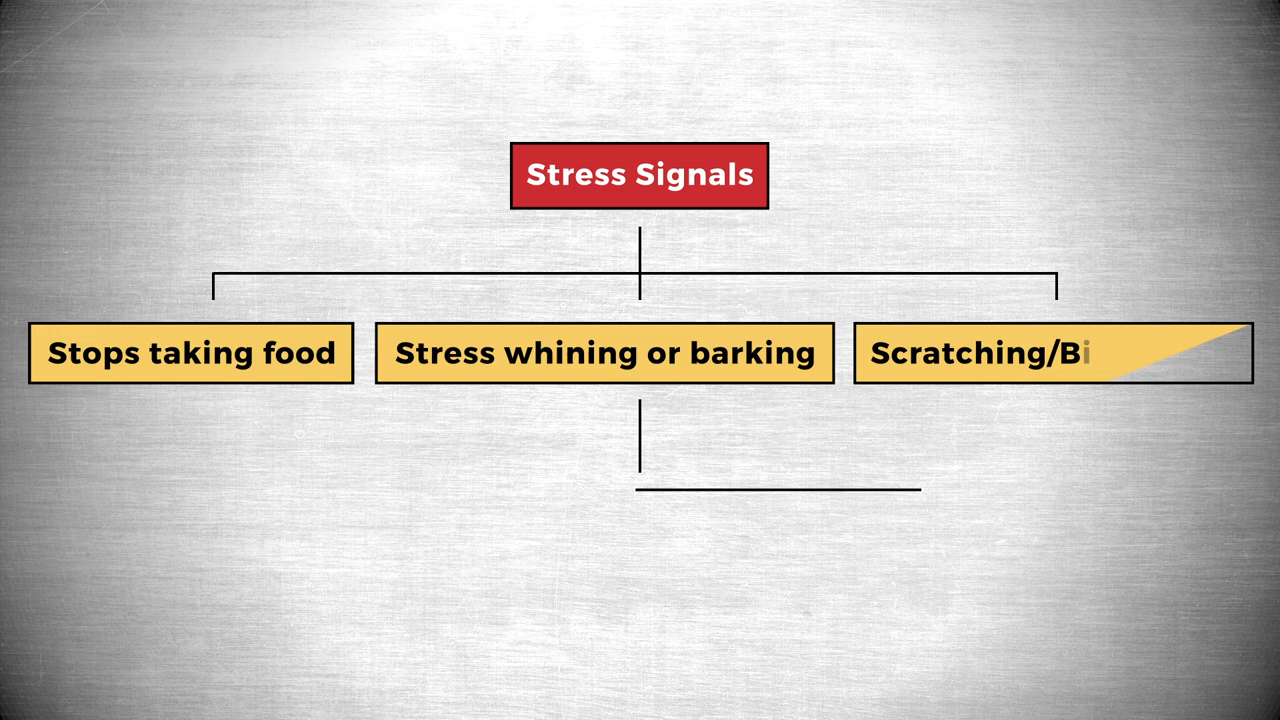 Stress Signals
Stops taking food
Stress whining or barking
Scratching/Bi